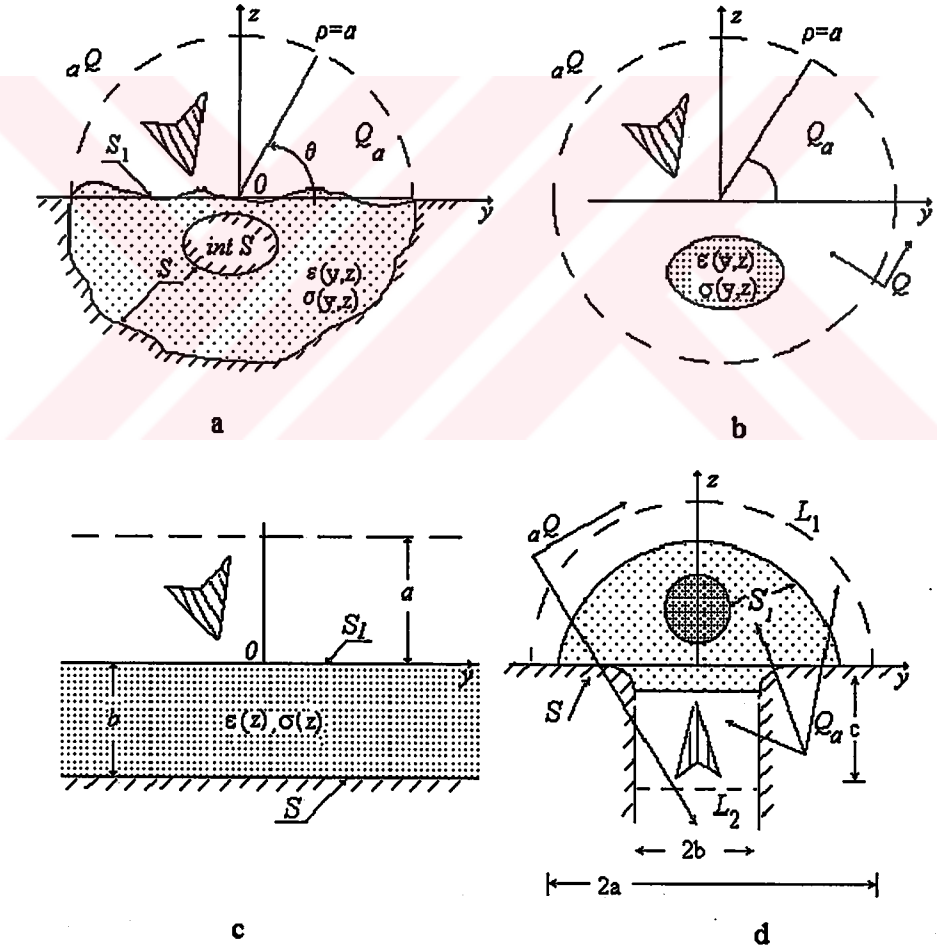 z
ρ=a
ₐQ
Qₐ
θ
S₁
0
y
int S
S
ε(y,z)
σ(y,z)
a
z
ρ=a
ₐQ
Qₐ
y
ε(y,z)
σ(y,z)
Q
b
a
S₁
0
y
b
ε(z), σ(z)
S
c
z
L₁
ₐQ
S₁
y
S
Qₐ
c
L₂
2b
2a
d